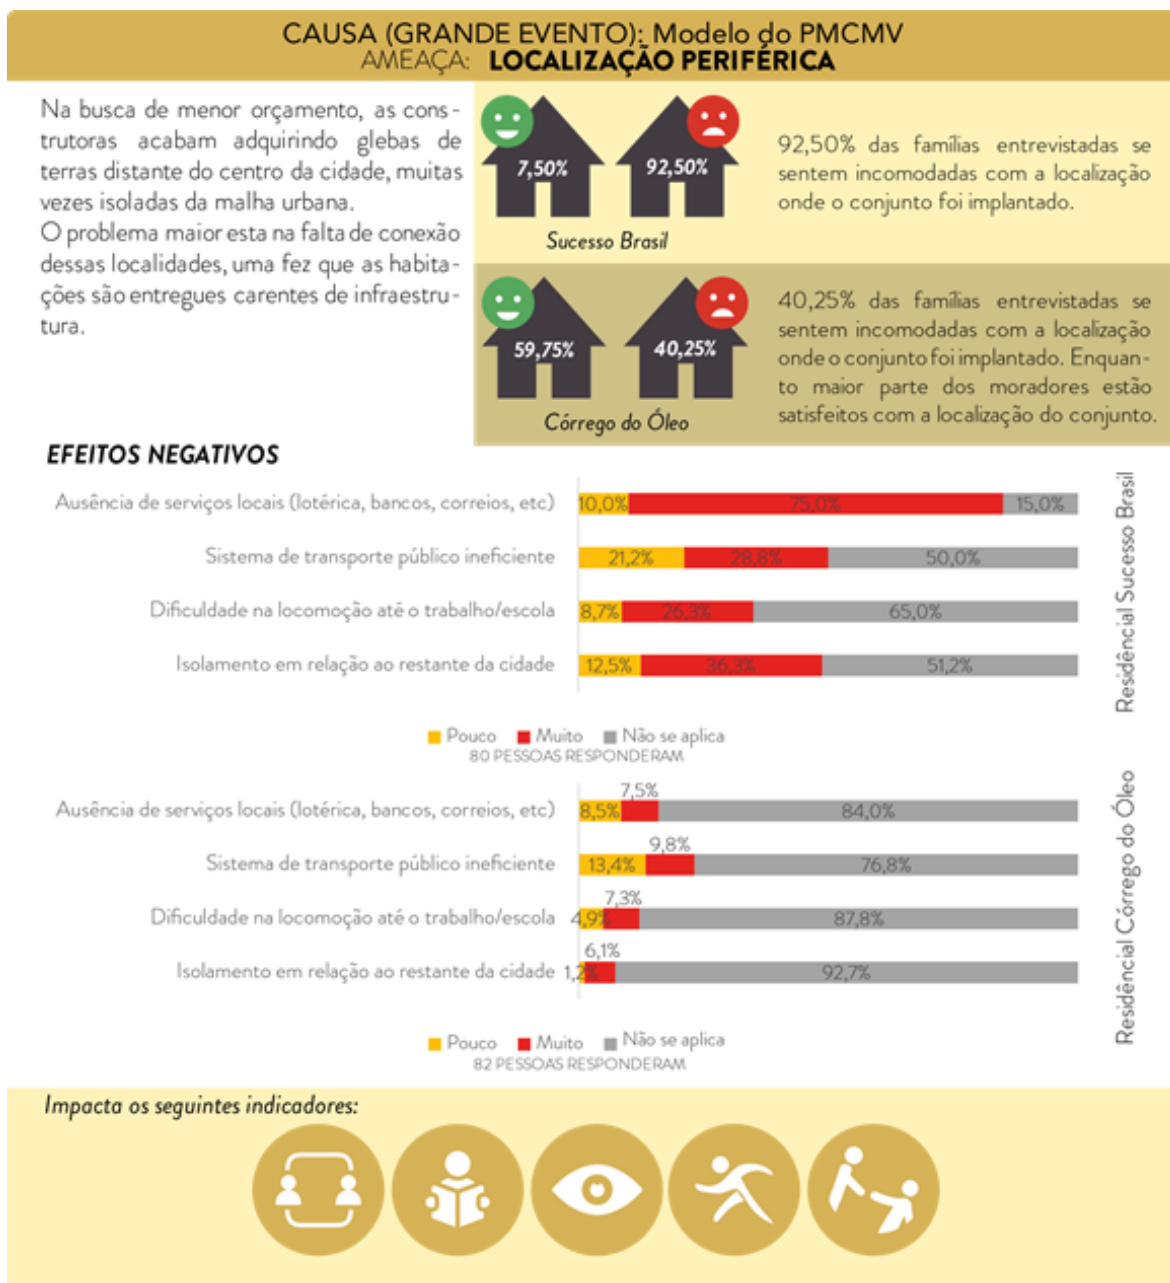 CAUSA (GRANDE EVENTO): Modelo do PMCMV
AMEAÇA: LOCALIZAÇÃO PERIFÉRICA
Na busca de menor orçamento, as cons-
trutoras acabam adquirindo glebas de
terras distante do centro da cidade, muitas
vezes isoladas da malha urbana.
O problema maior esta na falta de conexão
dessas localidades, uma fez que as habita-
ções são entregues carentes de infraestru-
tura.
7,50%
92,50%
Sucesso Brasil
92,50% das famílias entrevistadas se
sentem incomodadas com a localização
onde o conjunto foi implantado.
59,75%
40,25%
Córrego do Óleo
40,25% das famílias entrevistadas se
sentem incomodadas com a localização
onde o conjunto foi implantado. Enquan-
to maior parte dos moradores estão
satisfeitos com a localização do conjunto.
EFEITOS NEGATIVOS
Ausência de serviços locais (lotérica, bancos, correios, etc) 10,0% 75,0% 15,0%
Sistema de transporte público ineficiente 21,2% 28,8% 50,0%
Dificuldade na locomoção até o trabalho/escola 8,7% 26,3% 65,0%
Isolamento em relação ao restante da cidade 12,5% 36,3% 51,2%
Pouco Muito Não se aplica
80 PESSOAS RESPONDERAM
Residêncial Sucesso Brasil
Ausência de serviços locais (lotérica, bancos, correios, etc) 8,5% 7,5% 84,0%
Sistema de transporte público ineficiente 13,4% 9,8% 76,8%
Dificuldade na locomoção até o trabalho/escola 4,9% 7,3% 87,8%
Isolamento em relação ao restante da cidade 1,2% 6,1% 92,7%
Pouco Muito Não se aplica
82 PESSOAS RESPONDERAM
Residêncial Córrego do Óleo
Impacta os seguintes indicadores: